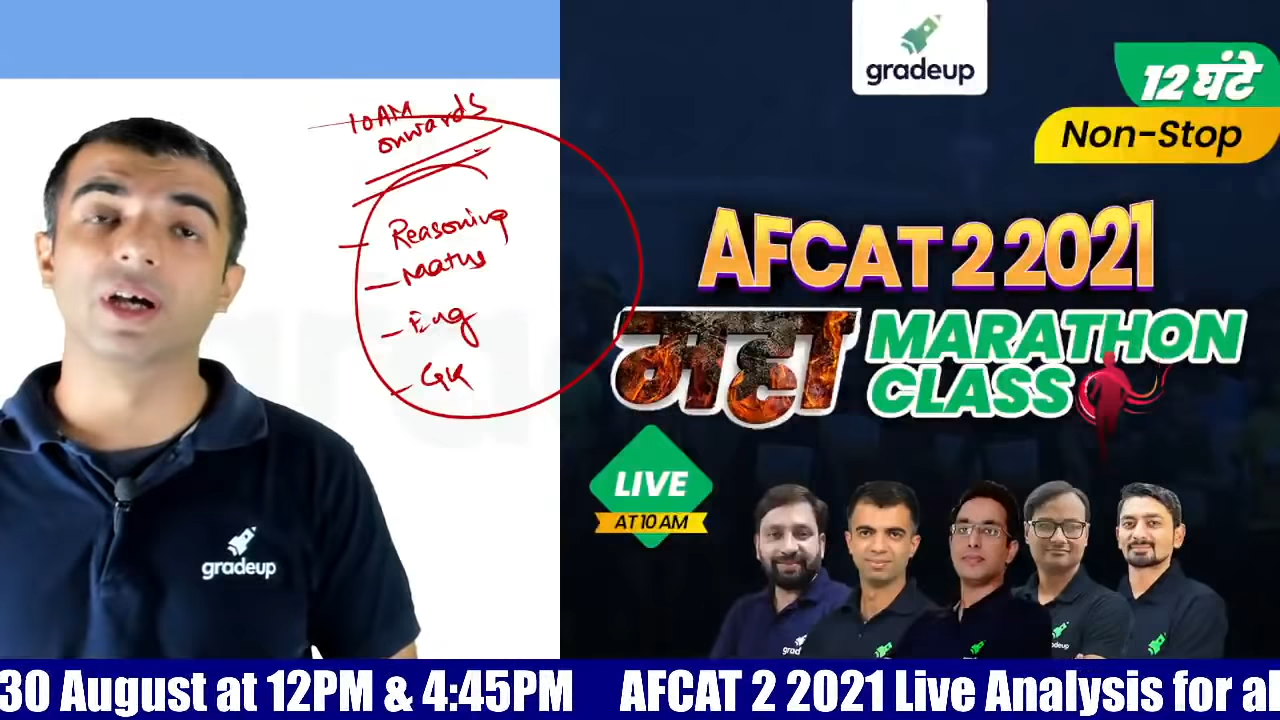 10AM
onwards
Reasoning
Maths
Eng
GK
gradeup
gradeup
12 घंटे
Non-Stop
AFCAT 2 2021
महा MARATHON
CLASS
LIVE
AT 10 AM
30 August at 12PM & 4:45PM AFCAT 2 2021 Live Analysis for al